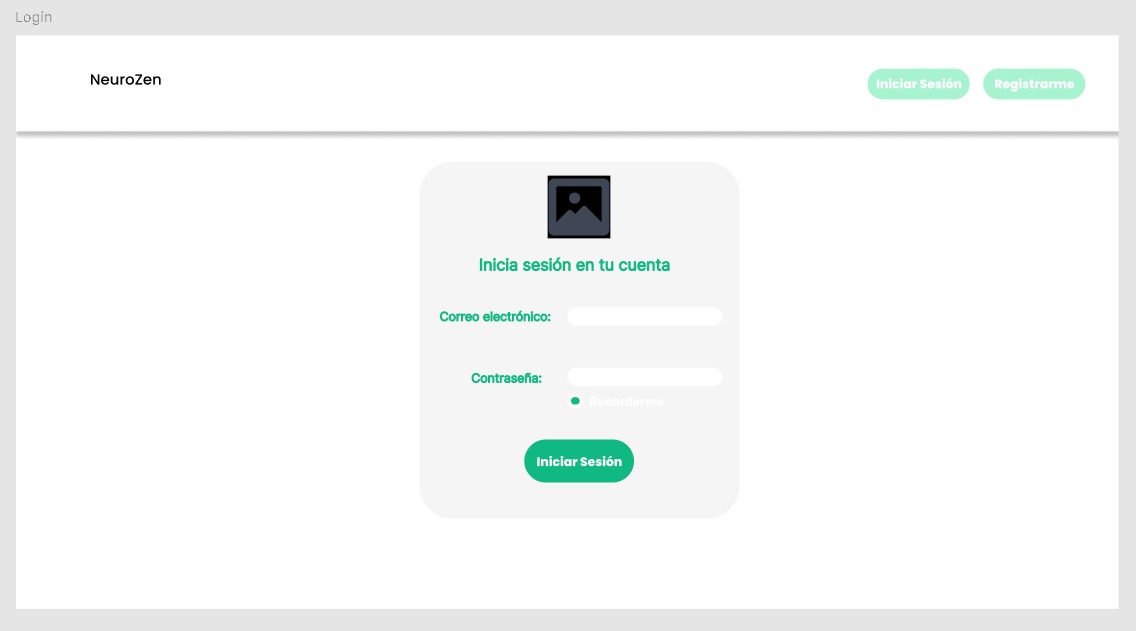 Login
NeuroZen
Iniciar Sesión
Registrarme
Inicia sesión en tu cuenta
Correo electrónico:
Contraseña:
Recordarme
Iniciar Sesión